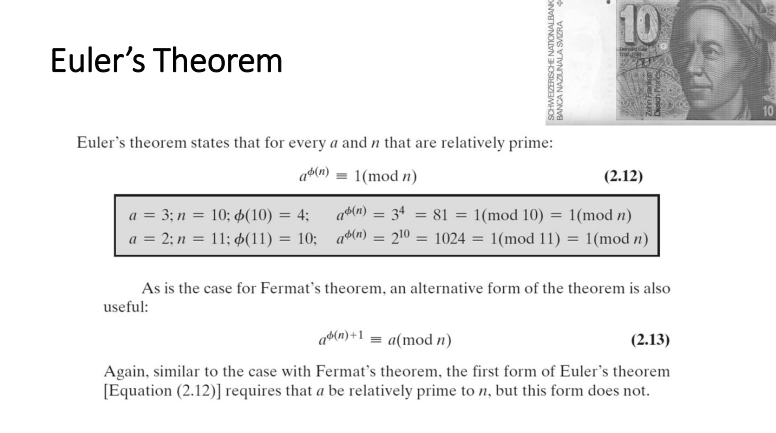 Euler's Theorem
SCHWEIZERISCHE NATIONALBANK
BANCA NAZIUNALA SVIZRA
10
10
Euler's theorem states that for every a and n that are relatively prime:
a^ϕ(n) ≡ 1(mod n) (2.12)
a = 3; n = 10; ϕ(10) = 4; a^ϕ(n) = 3^4 = 81 = 1(mod 10) = 1(mod n)
a = 2; n = 11; ϕ(11) = 10; a^ϕ(n) = 2^10 = 1024 = 1(mod 11) = 1(mod n)
As is the case for Fermat's theorem, an alternative form of the theorem is also
useful:
a^ϕ(n)+1 ≡ a(mod n) (2.13)
Again, similar to the case with Fermat's theorem, the first form of Euler's theorem
[Equation (2.12)] requires that a be relatively prime to n, but this form does not.